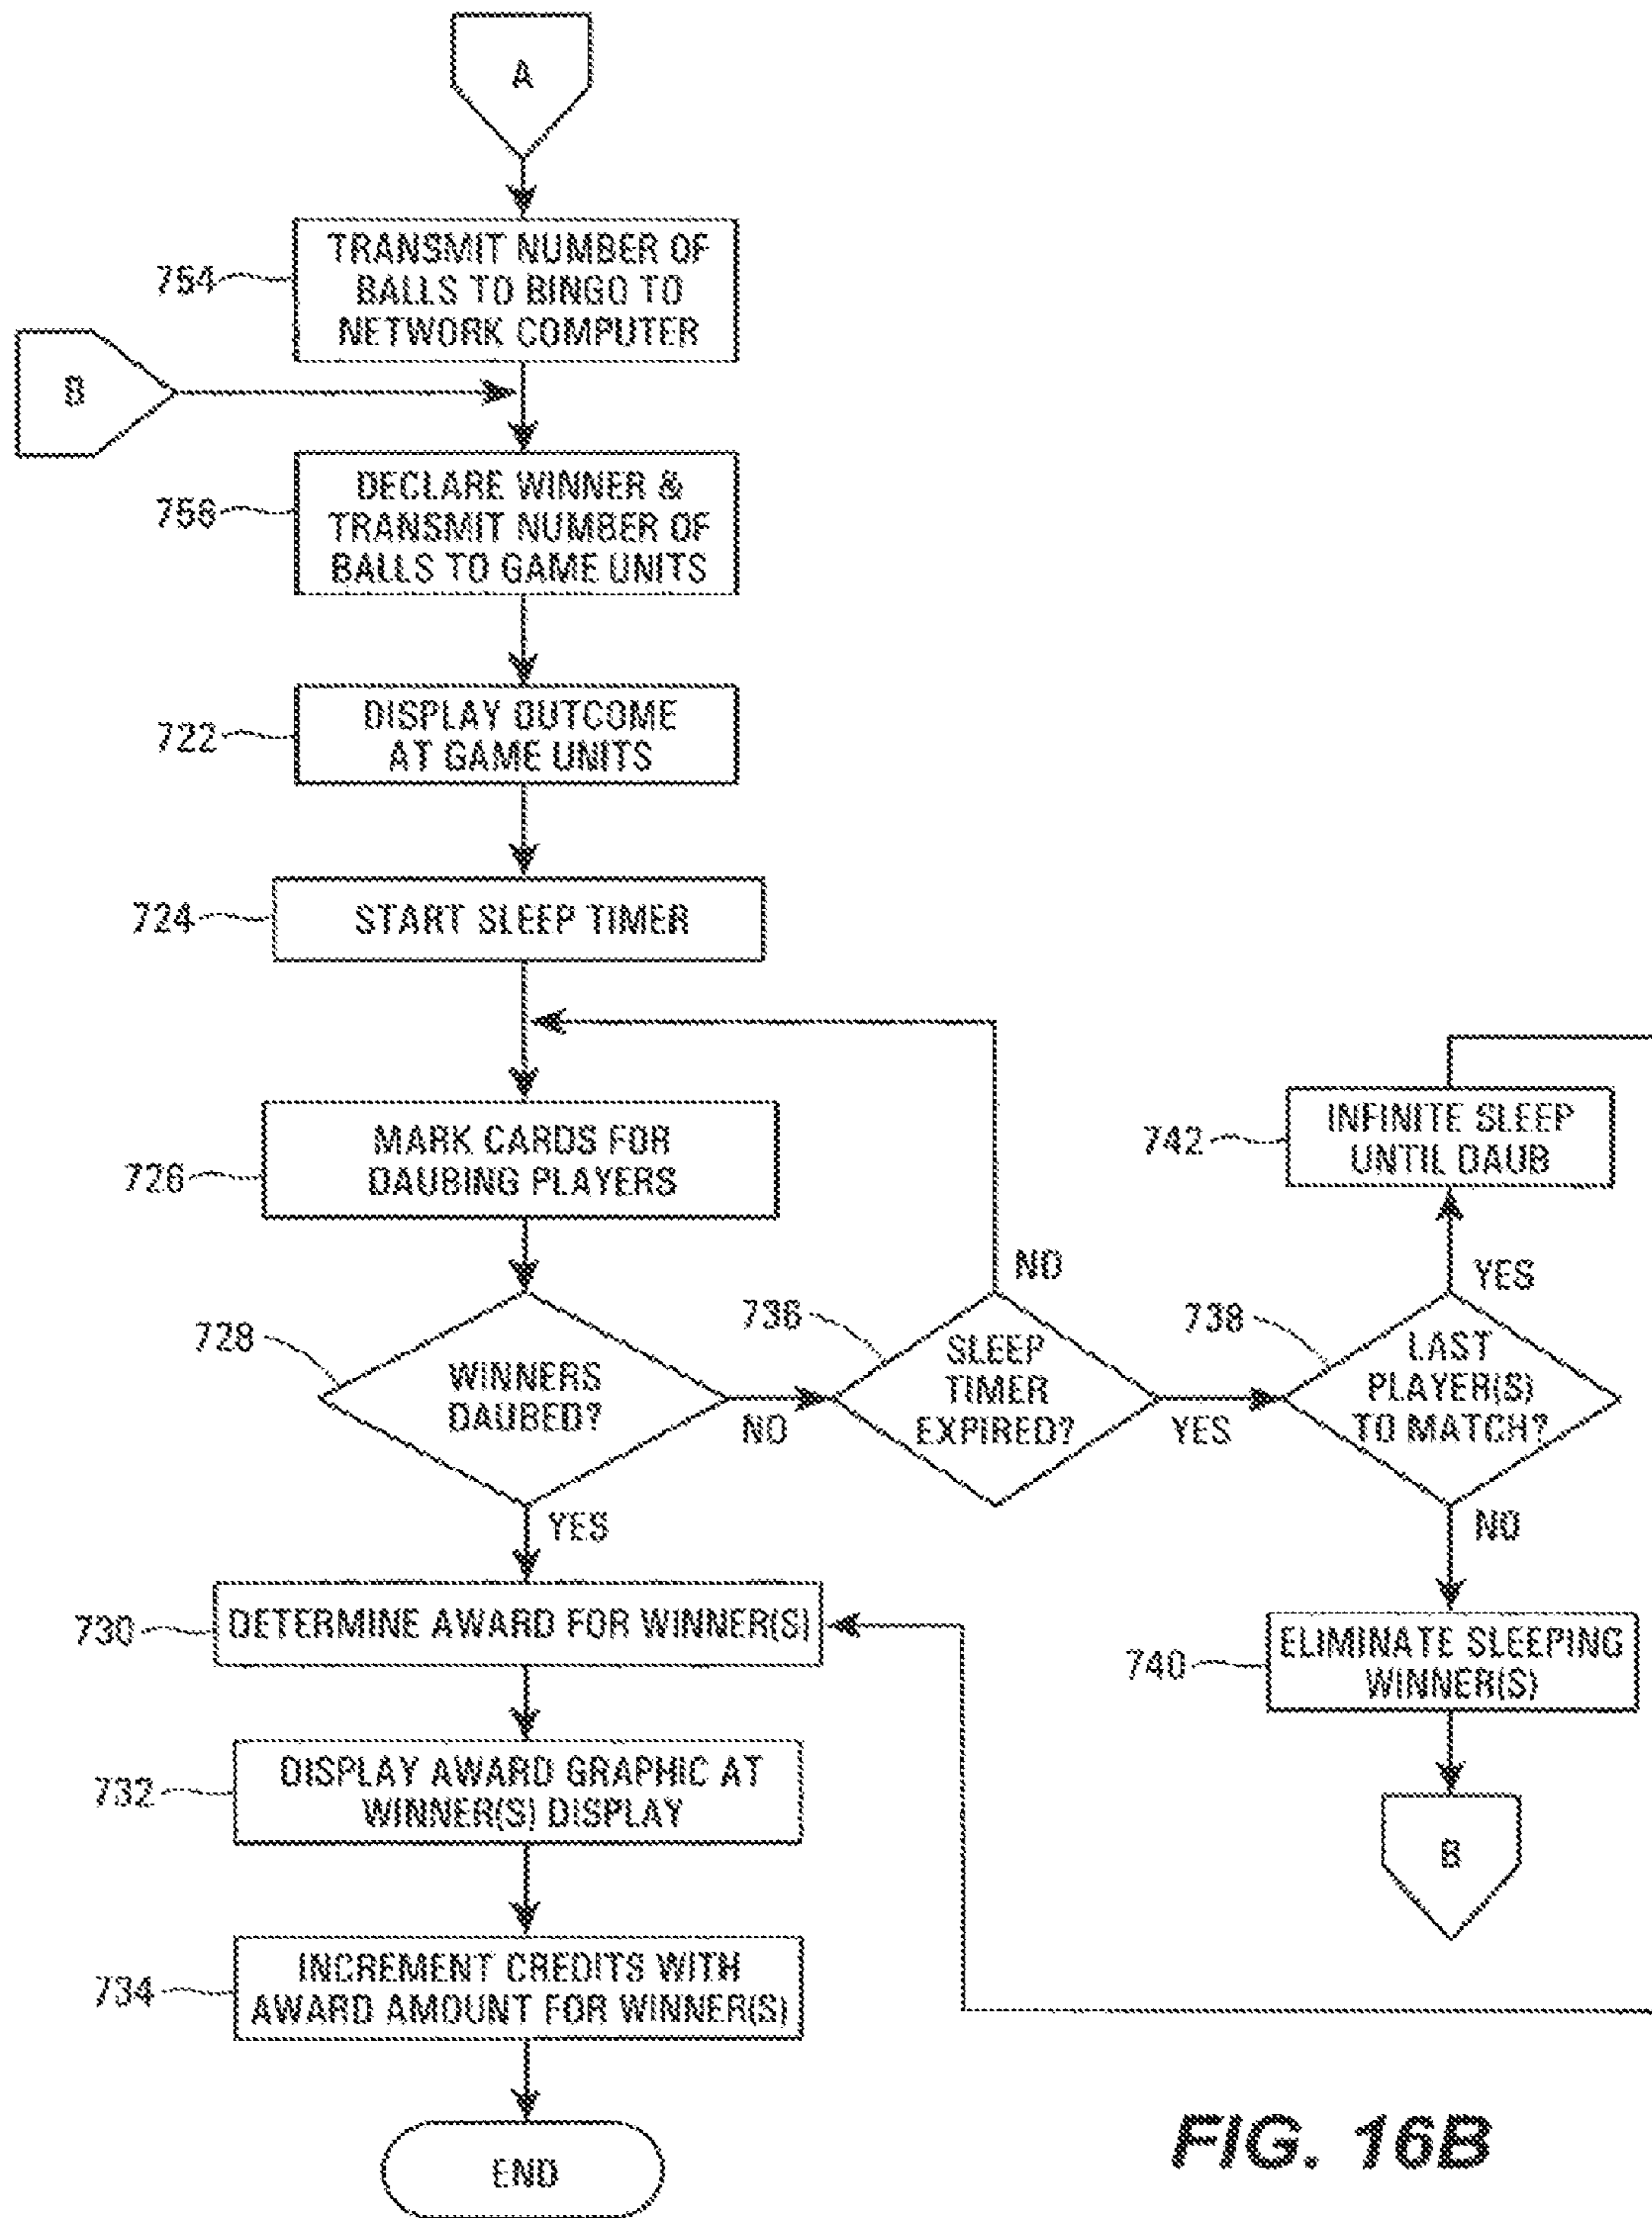 A
754
TRANSMIT NUMBER OF
BALLS TO BINGO TO
NETWORK COMPUTER
B
756
DECLARE WINNER &
TRANSMIT NUMBER OF
BALLS TO GAME UNITS
722
DISPLAY OUTCOME
AT GAME UNITS
724
START SLEEP TIMER
726
MARK CARDS FOR
DAUBING PLAYERS
742
INFINITE SLEEP
UNTIL DAUB
728
WINNERS
DAUBED?
NO
YES
736
SLEEP
TIMER
EXPIRED?
NO
YES
738
LAST
PLAYER(S)
TO MATCH?
YES
NO
730
DETERMINE AWARD FOR WINNER(S)
740
ELIMINATE SLEEPING
WINNER(S)
732
DISPLAY AWARD GRAPHIC AT
WINNER(S) DISPLAY
B
734
INCREMENT CREDITS WITH
AWARD AMOUNT FOR WINNER(S)
END
FIG. 16B